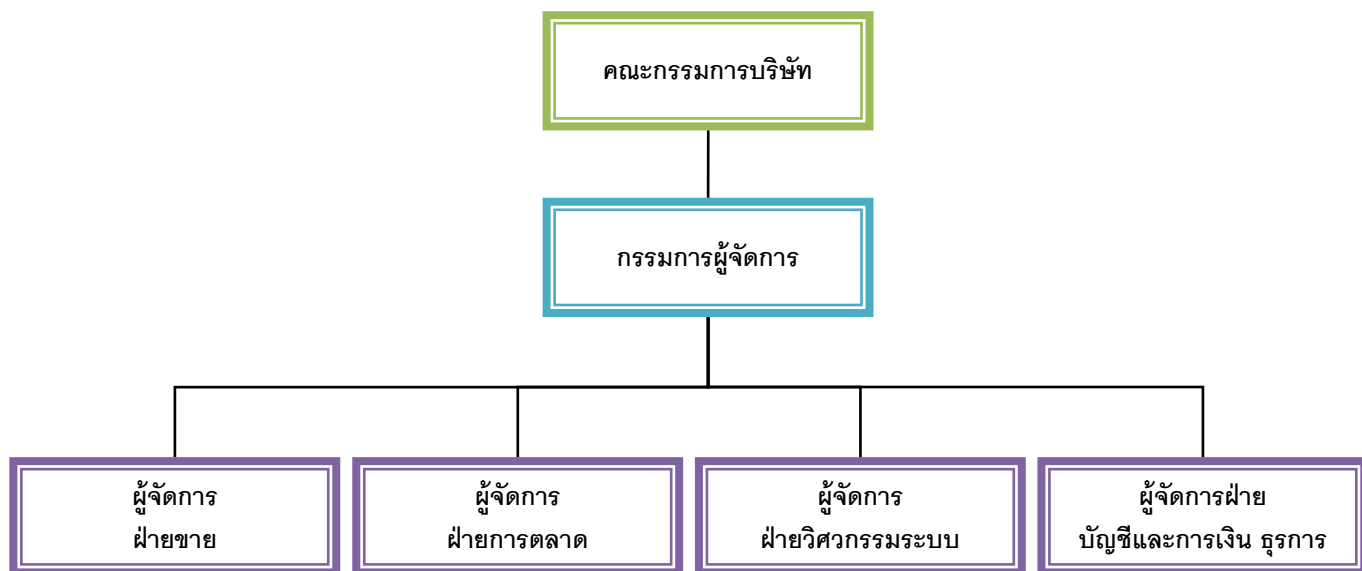 คณะกรรมการบริษัท
กรรมการผู้จัดการ
ผู้จัดการ
ฝ่ายขาย
ผู้จัดการ
ฝ่ายการตลาด
ผู้จัดการ
ฝ่ายวิศวกรรมระบบ
ผู้จัดการฝ่าย
บัญชีและการเงิน ธุรการ